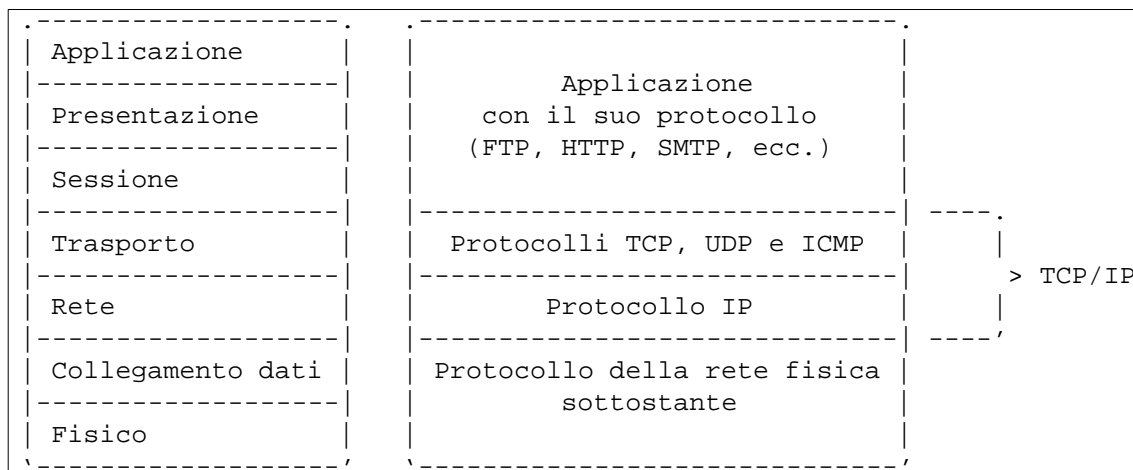 Applicazione
Presentazione
Sessione
Trasporto
Rete
Collegamento dati
Fisico
Applicazione
con il suo protocollo
(FTP, HTTP, SMTP, ecc.)
Protocolli TCP, UDP e ICMP
Protocollo IP
Protocollo della rete fisica
sottostante
> TCP/IP